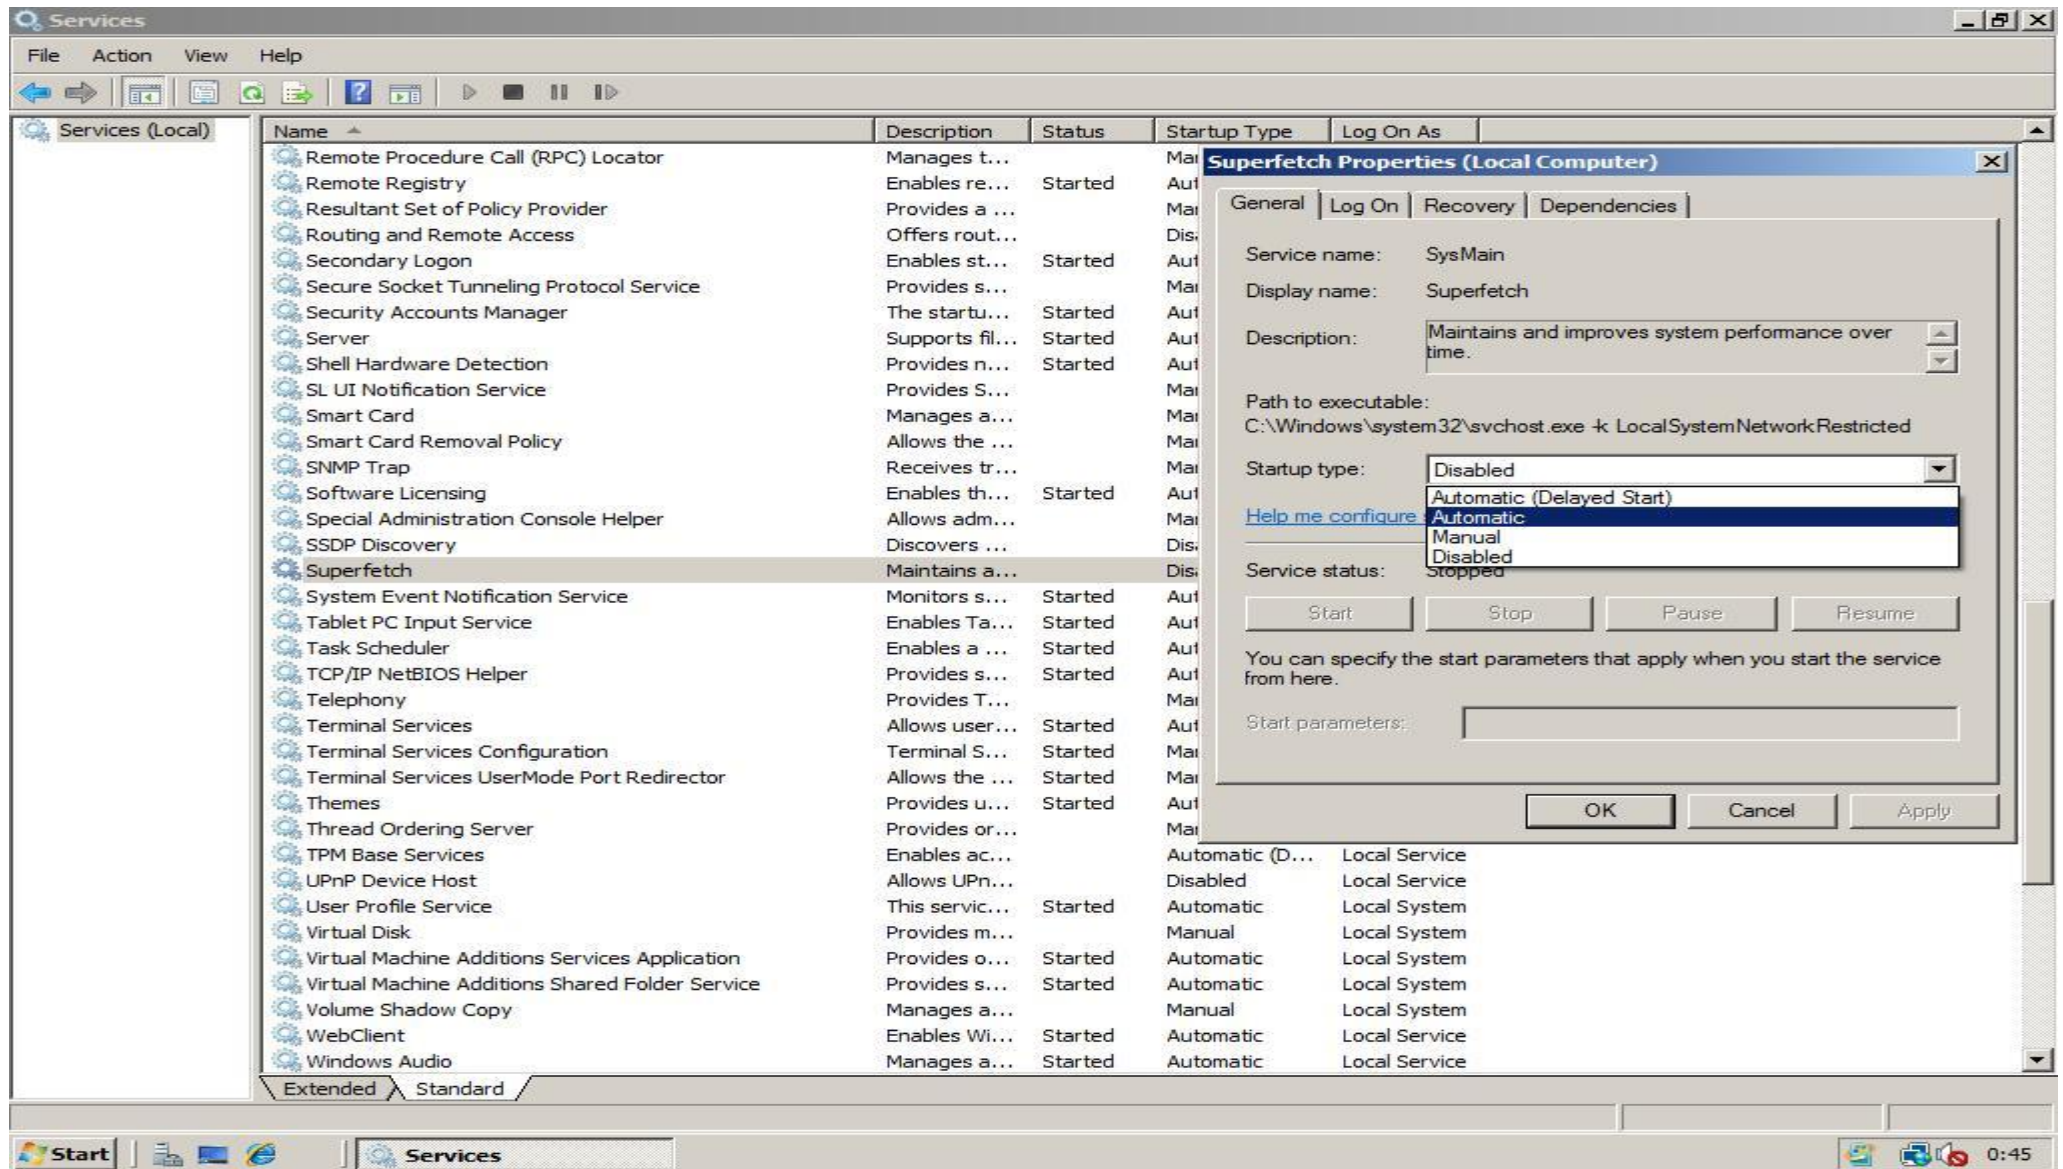 Services
File Action View Help
Services (Local)
Name Description Status Startup Type Log On As
Remote Procedure Call (RPC) Locator Manages t...
Remote Registry Enables re... Started
Resultant Set of Policy Provider Provides a ...
Routing and Remote Access Offers rout...
Secondary Logon Enables st... Started
Secure Socket Tunneling Protocol Service Provides s...
Security Accounts Manager The startu... Started
Server Supports fil... Started
Shell Hardware Detection Provides n... Started
SL UI Notification Service Provides S...
Smart Card Manages a...
Smart Card Removal Policy Allows the ...
SNMP Trap Receives tr...
Software Licensing Enables th... Started
Special Administration Console Helper Allows adm...
SSDP Discovery Discovers ...
Superfetch Maintains a...
System Event Notification Service Monitors s... Started
Tablet PC Input Service Enables Ta... Started
Task Scheduler Enables a ... Started
TCP/IP NetBIOS Helper Provides s... Started
Telephony Provides T...
Terminal Services Allows user... Started
Terminal Services Configuration Terminal S... Started
Terminal Services UserMode Port Redirector Allows the ... Started
Themes Provides u... Started
Thread Ordering Server Provides or...
TPM Base Services Enables ac... Automatic (D... Local Service
UPnP Device Host Allows UPn... Disabled Local Service
User Profile Service This servic... Started Automatic Local System
Virtual Disk Provides m... Manual Local System
Virtual Machine Additions Services Application Provides o... Started Automatic Local System
Virtual Machine Additions Shared Folder Service Provides s... Started Automatic Local System
Volume Shadow Copy Manages a... Manual Local System
WebClient Enables Wi... Started Automatic Local Service
Windows Audio Manages a... Started Automatic Local Service
Extended Standard
Superfetch Properties (Local Computer)
General Log On Recovery Dependencies
Service name: SysMain
Display name: Superfetch
Description: Maintains and improves system performance over
time.
Path to executable:
C:\Windows\system32\svchost.exe -k LocalSystemNetworkRestricted
Startup type: Disabled
Automatic (Delayed Start)
Help me configure Automatic
Manual
Disabled
Service status: Stopped
Start Stop Pause Resume
You can specify the start parameters that apply when you start the service
from here.
Start parameters:
OK Cancel Apply
Start Services 0:45